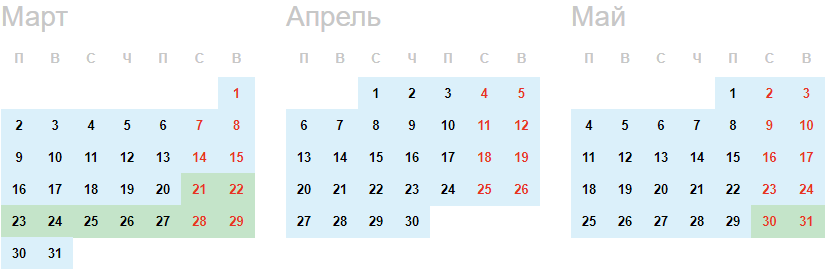 Март Апрель Май
П В С Ч П С В П В С Ч П С В П В С Ч П С В
1 1 2 3 4 5 1 2 3
2 3 4 5 6 7 8 6 7 8 9 10 11 12 4 5 6 7 8 9 10
9 10 11 12 13 14 15 13 14 15 16 17 18 19 11 12 13 14 15 16 17
16 17 18 19 20 21 22 20 21 22 23 24 25 26 18 19 20 21 22 23 24
23 24 25 26 27 28 29 27 28 29 30 25 26 27 28 29 30 31
30 31